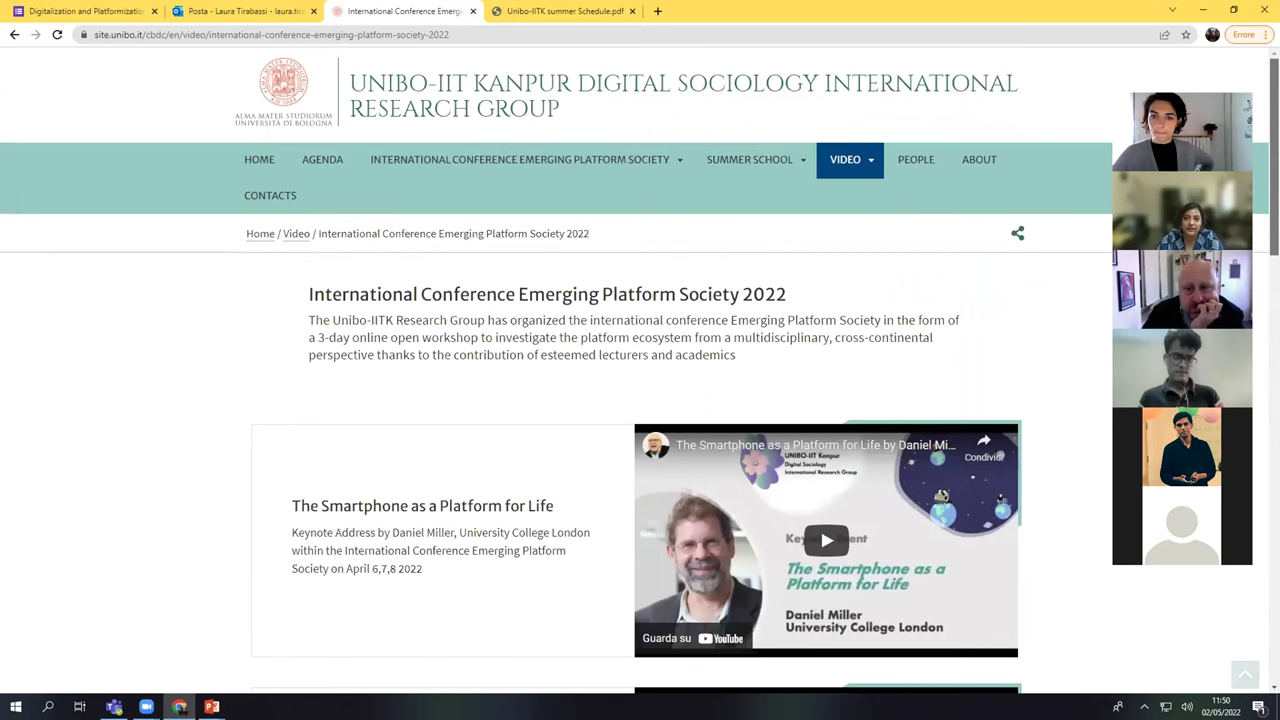 Digitalization and Platformizatio
Posta - Laura Tirabassi - laura.tira
International Conference Emerge
Unibo-IITK summer Schedule.pdf
site.unibo.it/cbdc/en/video/international-conference-emerging-platform-society-2022
Errore
ALMA MATER STUDIORUM
UNIVERSITÀ DI BOLOGNA
UNIBO-IIT KANPUR DIGITAL SOCIOLOGY INTERNATIONAL
RESEARCH GROUP
HOME AGENDA INTERNATIONAL CONFERENCE EMERGING PLATFORM SOCIETY SUMMER SCHOOL VIDEO PEOPLE ABOUT
CONTACTS
Home / Video / International Conference Emerging Platform Society 2022
International Conference Emerging Platform Society 2022
The Unibo-IITK Research Group has organized the international conference Emerging Platform Society in the form of
a 3-day online open workshop to investigate the platform ecosystem from a multidisciplinary, cross-continental
perspective thanks to the contribution of esteemed lecturers and academics
The Smartphone as a Platform for Life
Keynote Address by Daniel Miller, University College London
within the International Conference Emerging Platform
Society on April 6,7,8 2022
The Smartphone as a Platform for Life by Daniel Mi...
Condividi
UNIBO-IIT Kanpur
Digital Sociology
International Research Group
The Smartphone as a
Platform for Life
Daniel Miller
University College London
Guarda su YouTube
11:50
02/05/2022